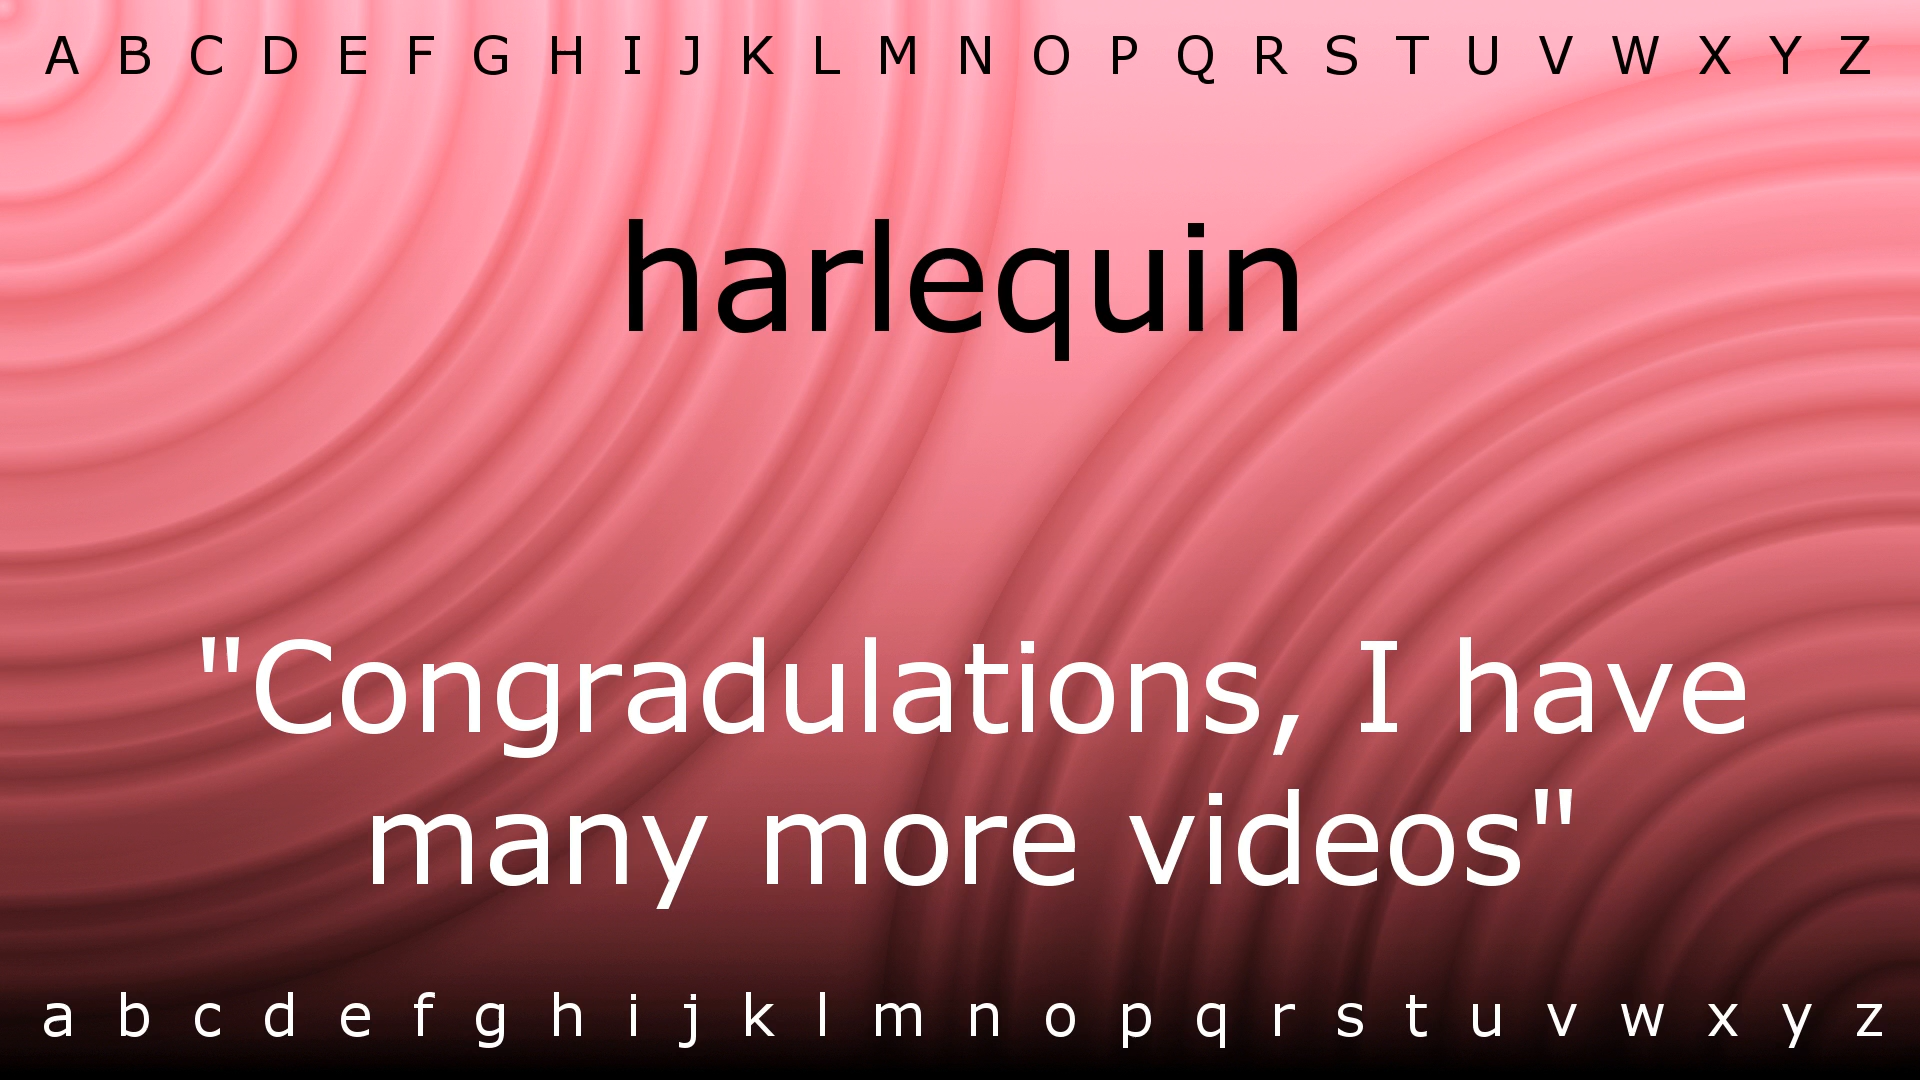 A B C D E F G H I J K L M N O P Q R S T U V W X Y Z
harlequin
"Congradulations, I have
many more videos"
a b c d e f g h i j k l m n o p q r s t u v w x y z